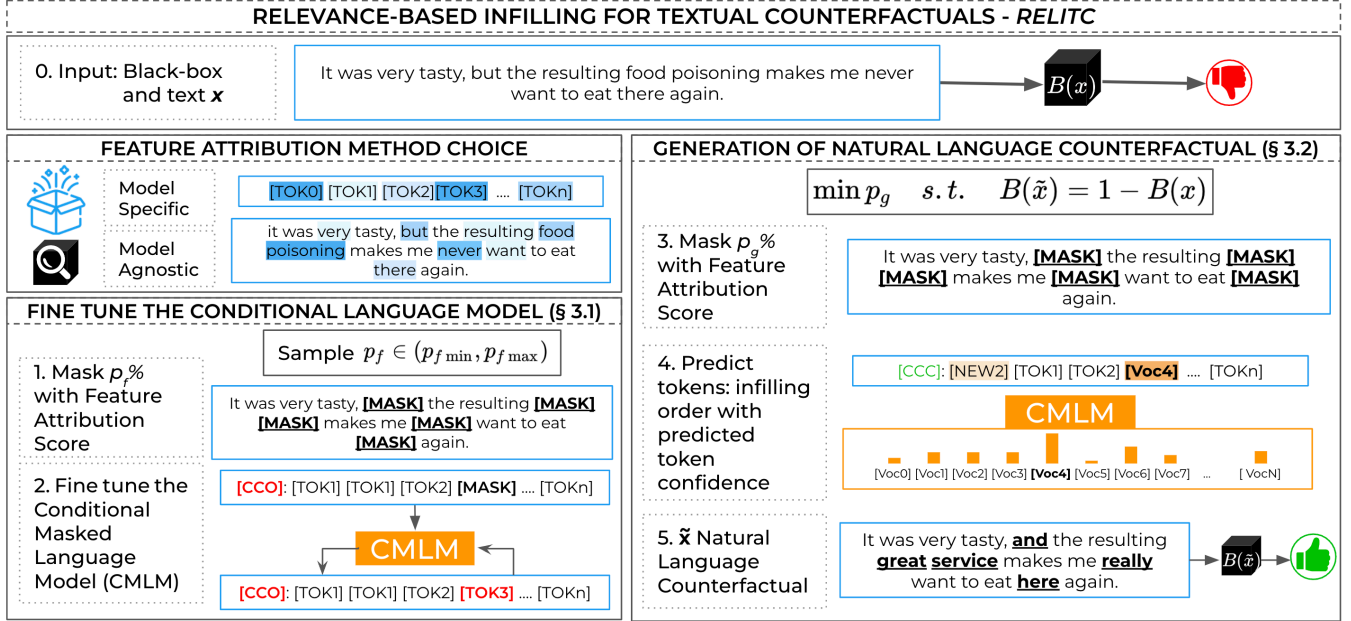 RELEVANCE-BASED INFILLING FOR TEXTUAL COUNTERFACTUALS - RELITC
0. Input: Black-box
and text x
It was very tasty, but the resulting food poisoning makes me never
want to eat there again.
B(x)
FEATURE ATTRIBUTION METHOD CHOICE
Model
Specific
[TOK0] [TOK1] [TOK2][TOK3] .... [TOKn]
Model
Agnostic
it was very tasty, but the resulting food
poisoning makes me never want to eat
there again.
FINE TUNE THE CONDITIONAL LANGUAGE MODEL (§ 3.1)
Sample p_f ∈ (p_{f min}, p_{f max})
1. Mask p_f%
with Feature
Attribution
Score
It was very tasty, [MASK] the resulting [MASK]
[MASK] makes me [MASK] want to eat
[MASK] again.
2. Fine tune the
Conditional
Masked
Language
Model (CMLM)
[CCO]: [TOK1] [TOK1] [TOK2] [MASK] .... [TOKn]
CMLM
[CCO]: [TOK1] [TOK1] [TOK2] [TOK3] .... [TOKn]
GENERATION OF NATURAL LANGUAGE COUNTERFACTUAL (§ 3.2)
min p_g s.t. B(x̃) = 1 − B(x)
3. Mask p_g%
with Feature
Attribution
Score
It was very tasty, [MASK] the resulting [MASK]
[MASK] makes me [MASK] want to eat [MASK]
again.
4. Predict
tokens: infilling
order with
predicted
token
confidence
[CCC]: [NEW2] [TOK1] [TOK2] [Voc4] .... [TOKn]
CMLM
[Voc0] [Voc1] [Voc2] [Voc3] [Voc4] [Voc5] [Voc6] [Voc7] ... [ VocN]
5. x̃ Natural
Language
Counterfactual
It was very tasty, and the resulting
great service makes me really
want to eat here again.
B(x̃)